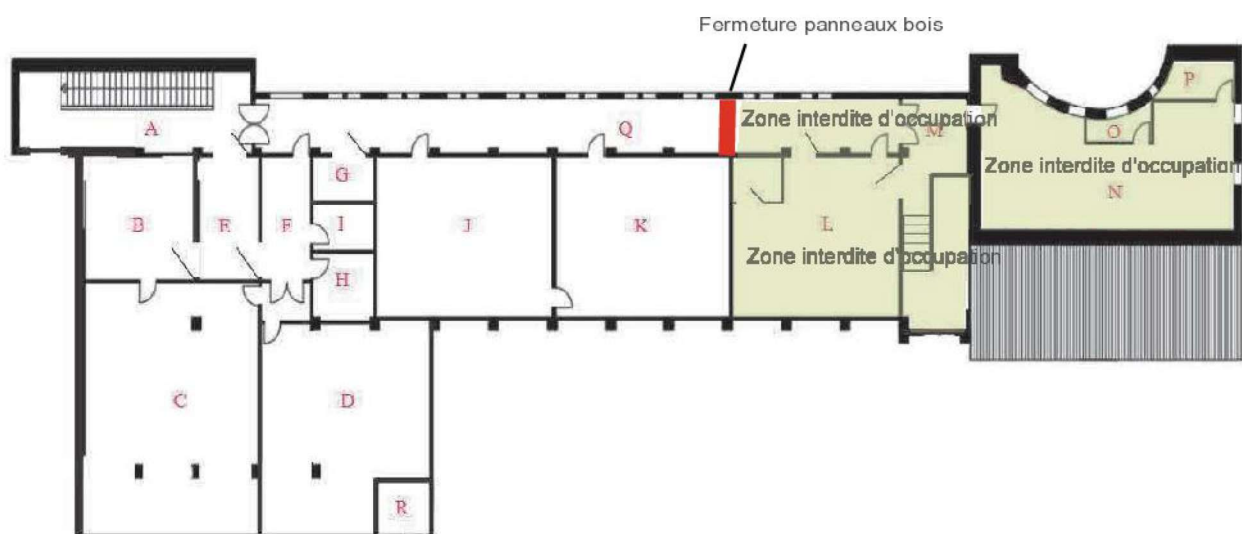 Fermeture panneaux bois
P
A
Q
Zone interdite d'occupation
M
O
Zone interdite d'occupation
G
N
B
E
F
I
J
K
L
Zone interdite d'occupation
H
C
D
R